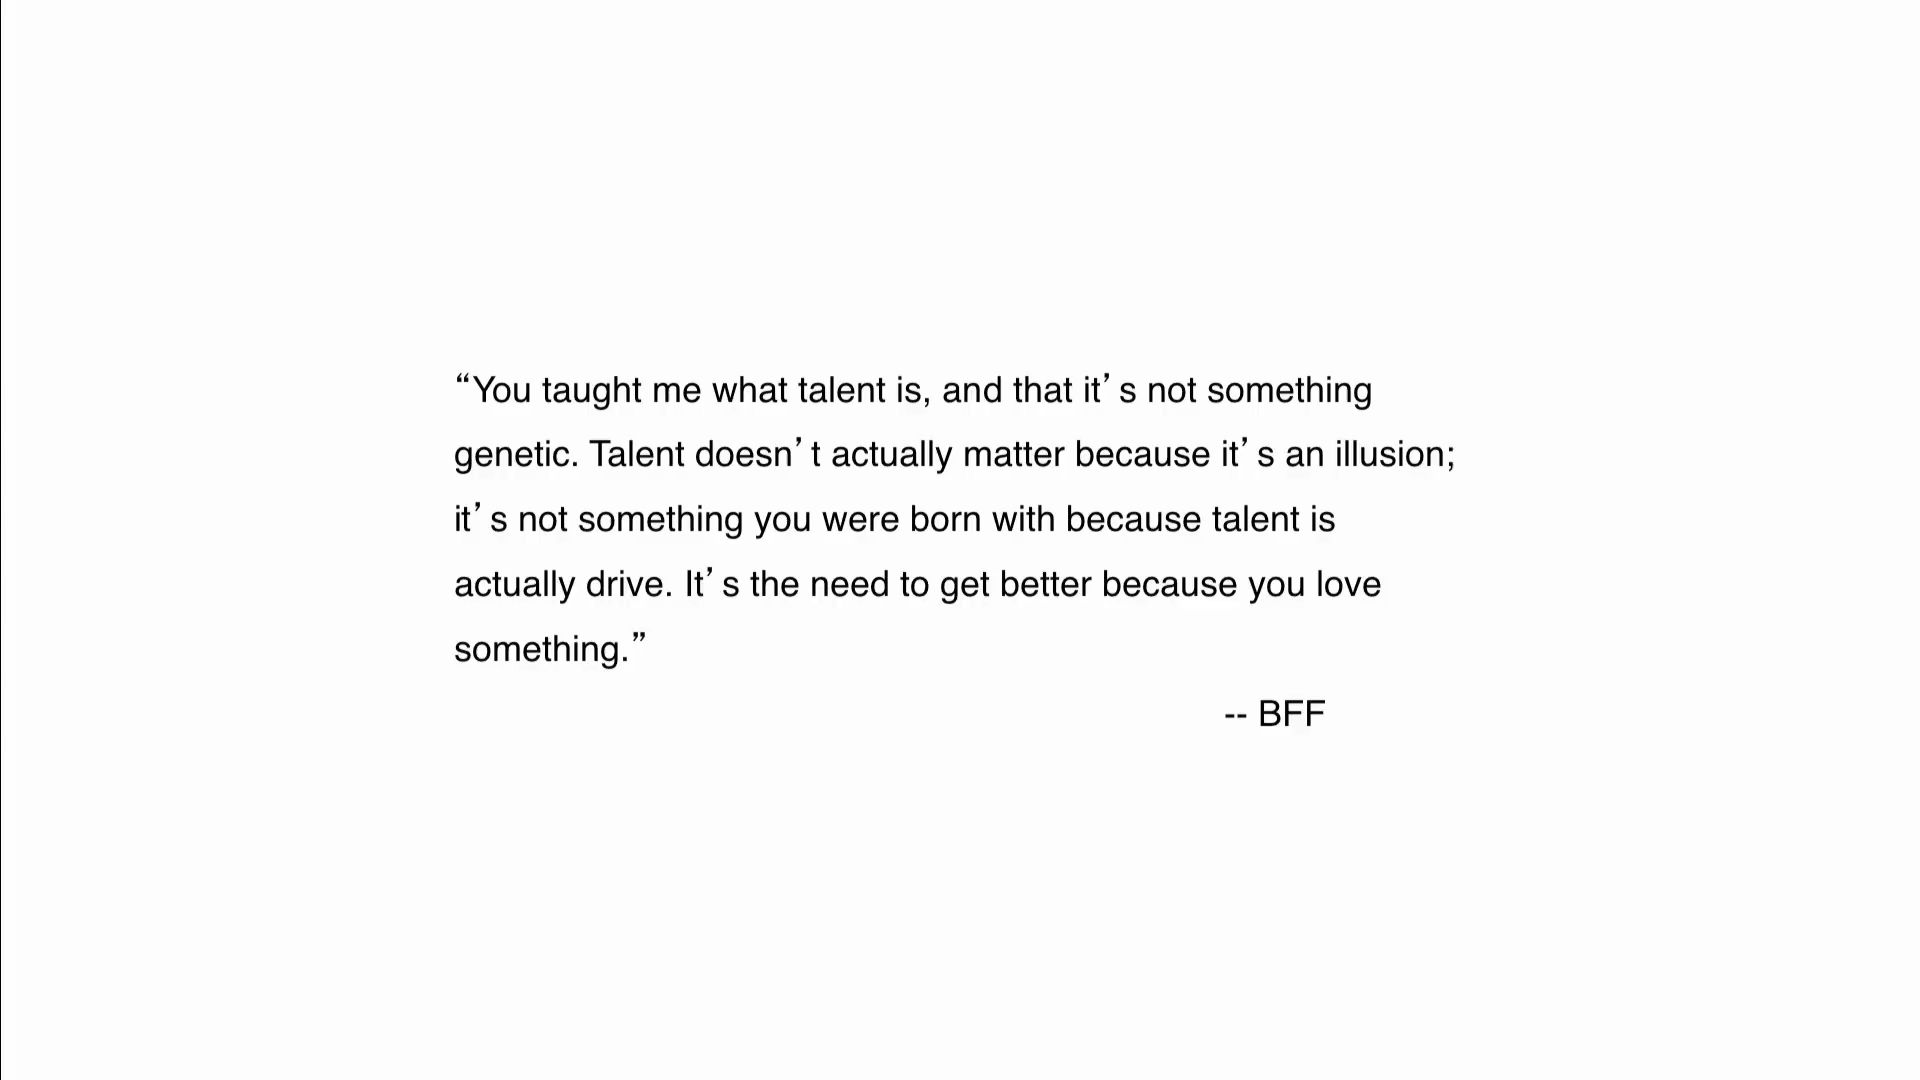 “You taught me what talent is, and that it’s not something
genetic. Talent doesn’t actually matter because it’s an illusion;
it’s not something you were born with because talent is
actually drive. It’s the need to get better because you love
something.”
-- BFF